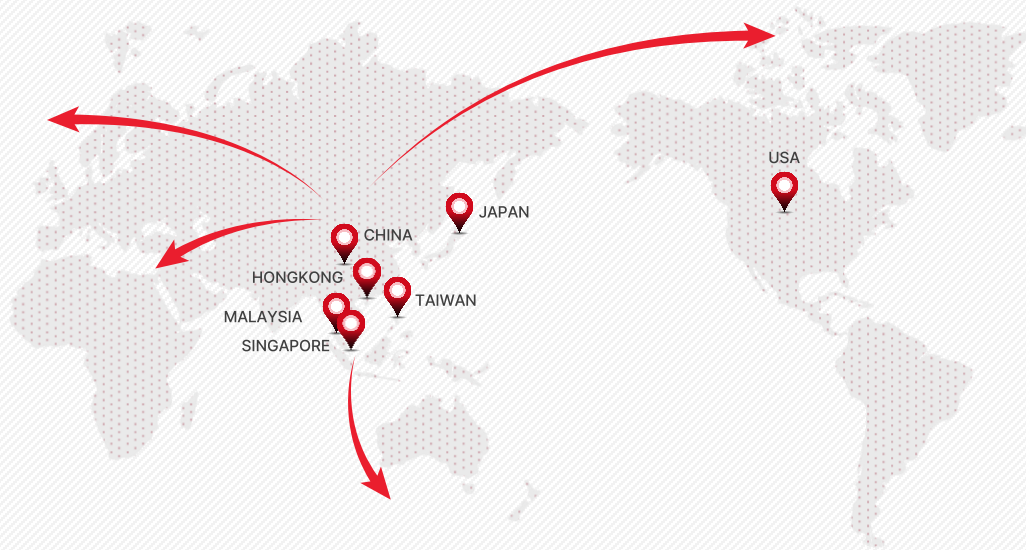 USA
JAPAN
CHINA
HONGKONG
TAIWAN
MALAYSIA
SINGAPORE